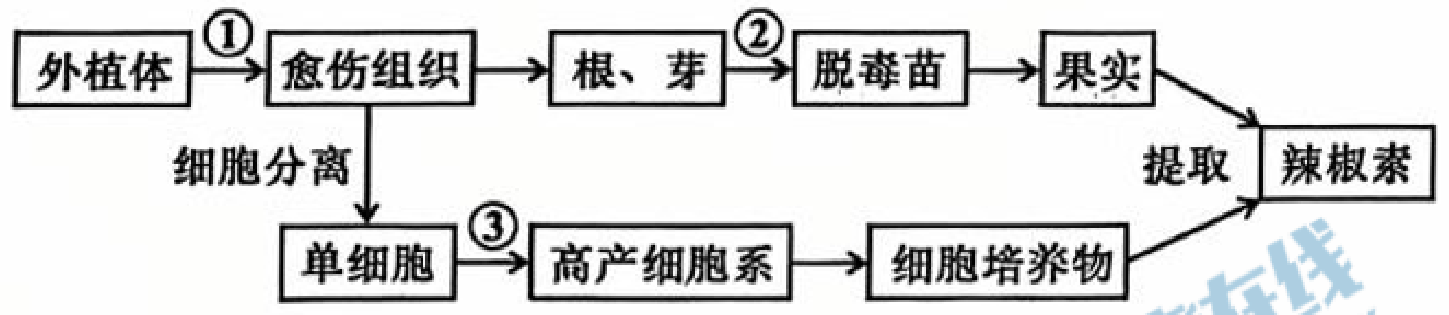 外植体 ① 愈伤组织 根、芽 ② 脱毒苗 果实
细胞分离 提取 辣椒素
单细胞 ③ 高产细胞系 细胞培养物
在线